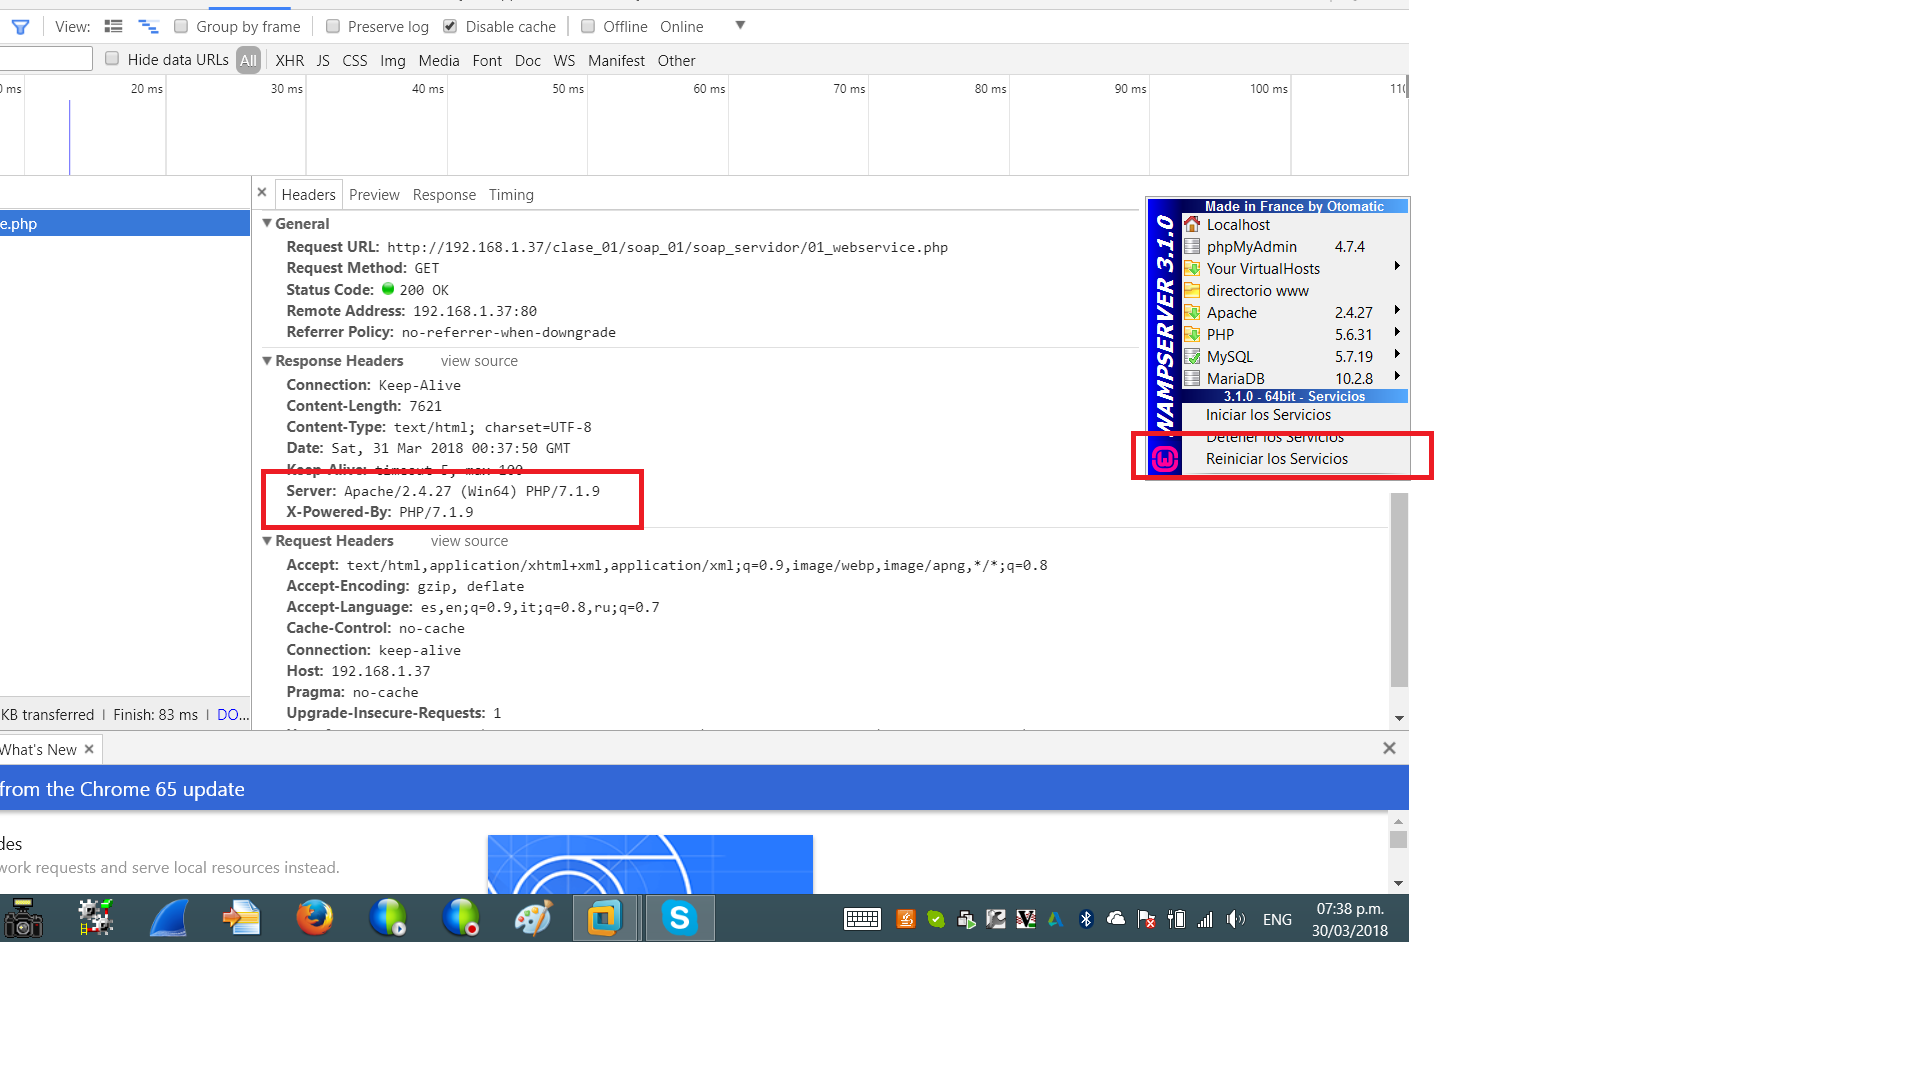 View: Group by frame Preserve log Disable cache Offline Online
Hide data URLs All XHR JS CSS Img Media Font Doc WS Manifest Other
20 ms 30 ms 40 ms 50 ms 60 ms 70 ms 80 ms 90 ms 100 ms
e.php
Headers Preview Response Timing
General
Request URL: http://192.168.1.37/clase_01/soap_01/soap_servidor/01_webservice.php
Request Method: GET
Status Code: 200 OK
Remote Address: 192.168.1.37:80
Referrer Policy: no-referrer-when-downgrade
Response Headers view source
Connection: Keep-Alive
Content-Length: 7621
Content-Type: text/html; charset=UTF-8
Date: Sat, 31 Mar 2018 00:37:50 GMT
Keep-Alive: timeout=5, max=100
Server: Apache/2.4.27 (Win64) PHP/7.1.9
X-Powered-By: PHP/7.1.9
Request Headers view source
Accept: text/html,application/xhtml+xml,application/xml;q=0.9,image/webp,image/apng,*/*;q=0.8
Accept-Encoding: gzip, deflate
Accept-Language: es,en;q=0.9,it;q=0.8,ru;q=0.7
Cache-Control: no-cache
Connection: keep-alive
Host: 192.168.1.37
Pragma: no-cache
Upgrade-Insecure-Requests: 1
WAMPSERVER 3.1.0
Made in France by Otomatic
Localhost
phpMyAdmin 4.7.4
Your VirtualHosts
directorio www
Apache 2.4.27
PHP 5.6.31
MySQL 5.7.19
MariaDB 10.2.8
3.1.0 - 64bit - Servicios
Iniciar los Servicios
Detener los Servicios
Reiniciar los Servicios
KB transferred | Finish: 83 ms | DO...
What's New
from the Chrome 65 update
des
work requests and serve local resources instead.
ENG
07:38 p.m.
30/03/2018